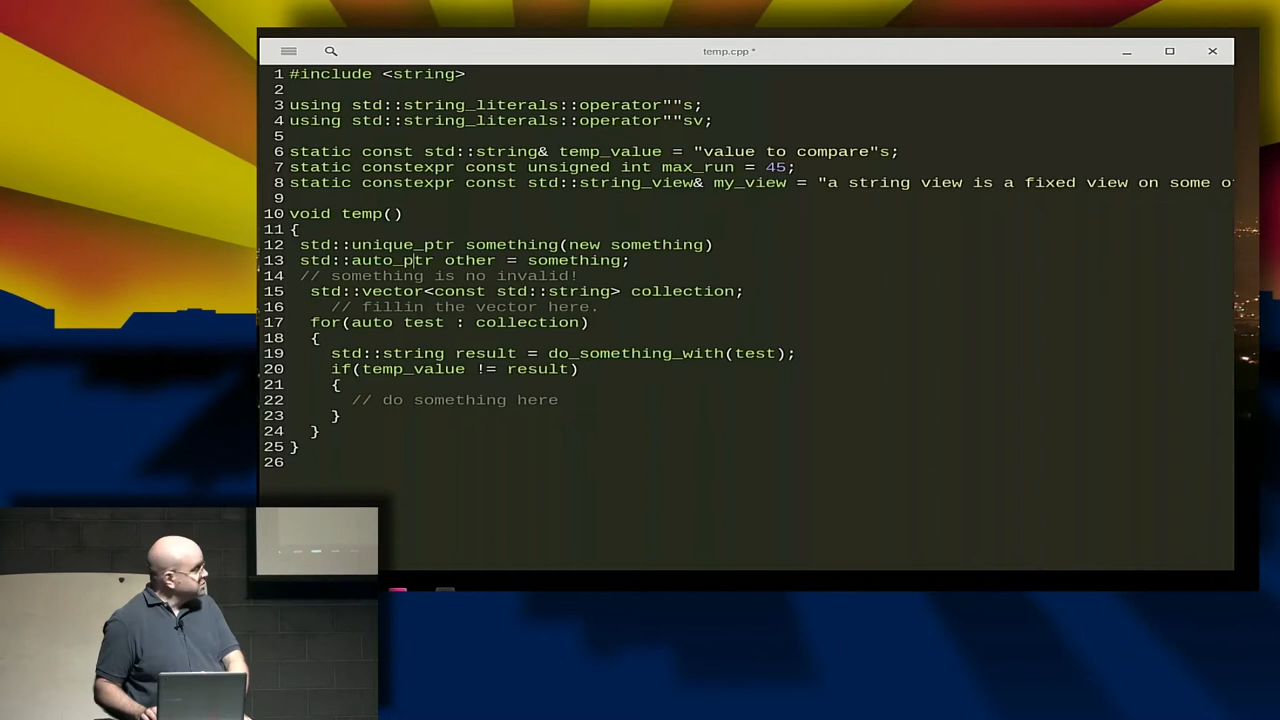 temp.cpp *
1 #include <string>
2
3 using std::string_literals::operator""s;
4 using std::string_literals::operator""sv;
5
6 static const std::string& temp_value = "value to compare"s;
7 static constexpr const unsigned int max_run = 45;
8 static constexpr const std::string_view& my_view = "a string view is a fixed view on some
9
10 void temp()
11 {
12 std::unique_ptr something(new something)
13 std::auto_ptr other = something;
14 // something is no invalid!
15 std::vector<const std::string> collection;
16 // fillin the vector here.
17 for(auto test : collection)
18 {
19 std::string result = do_something_with(test);
20 if(temp_value != result)
21 {
22 // do something here
23 }
24 }
25 }
26